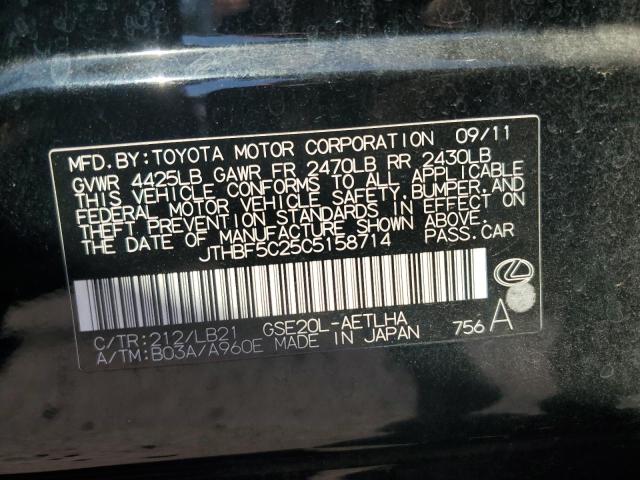 MFD. BY: TOYOTA MOTOR CORPORATION 09/11
GVWR 4425LB GAWR FR 2470LB RR 2430LB
THIS VEHICLE CONFORMS TO ALL APPLICABLE
FEDERAL MOTOR VEHICLE SAFETY, BUMPER, AND
THEFT PREVENTION STANDARDS IN EFFECT ON
THE DATE OF MANUFACTURE SHOWN ABOVE.
JTHBF5C25C5158714 PASS. CAR
C/TR: 212/LB21 GSE20L-AETLHA
A/TM: B03A/A960E MADE IN JAPAN 756 A